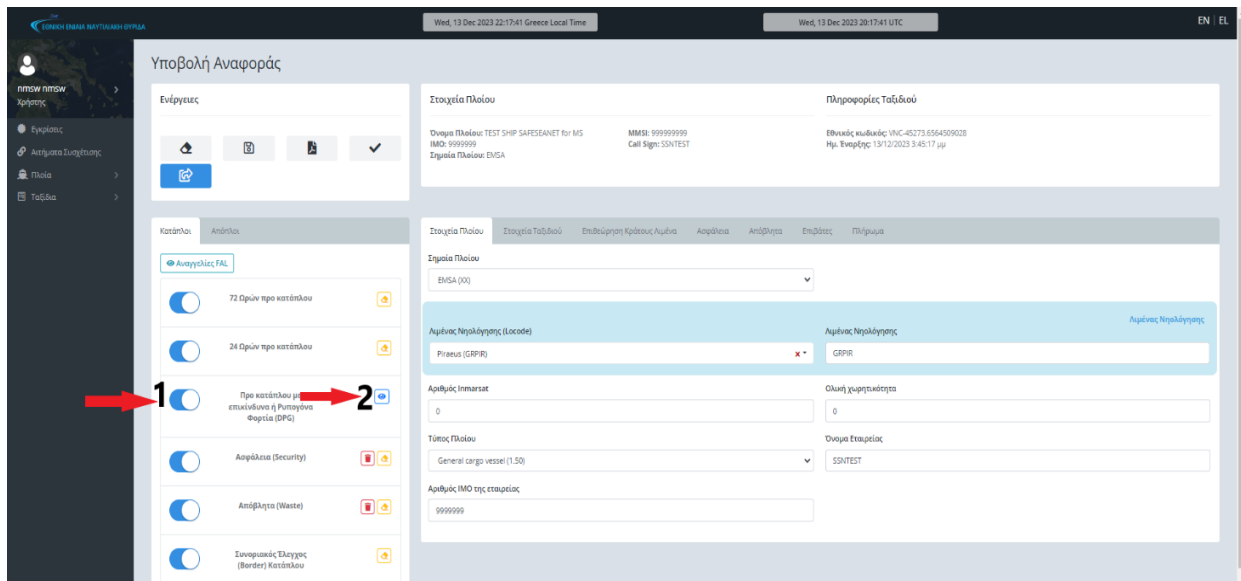 ΕΘΝΙΚΗ ΕΝΙΑΙΑ ΝΑΥΤΙΛΙΑΚΗ ΘΥΡΙΔΑ
Wed, 13 Dec 2023 22:17:41 Greece Local Time
Wed, 13 Dec 2023 20:17:41 UTC
EN | EL
nmsw nmsw
Χρήστης
Εγκρίσεις
Αιτήματα Συσχέτισης
Πλοία
Ταξίδια
Υποβολή Αναφοράς
Ενέργειες
Στοιχεία Πλοίου
Όνομα Πλοίου: TEST SHIP SAFESEANET for MS
IMO: 9999999
Σημαία Πλοίου: EMSA
MMSI: 999999999
Call Sign: SSNTEST
Πληροφορίες Ταξιδιού
Εθνικός κωδικός: VNC-45273.6564509028
Ημ. Έναρξης: 13/12/2023 3:45:17 μμ
Κατάπλοι
Απόπλοι
Αναγγελίες FAL
72 Ωρών προ κατάπλου
24 Ωρών προ κατάπλου
1
Προ κατάπλου
επικίνδυνα ή Ρυπογόνα
Φορτία (DPG)
2
Ασφάλεια (Security)
Απόβλητα (Waste)
Συνοριακός Έλεγχος
(Border) Κατάπλου
Στοιχεία Πλοίου
Στοιχεία Ταξιδιού
Επιθεώρηση Κράτους Λιμένα
Ασφάλεια
Απόβλητα
Επιβάτες
Πλήρωμα
Σημαία Πλοίου
EMSA (XX)
Λιμένας Νηολόγησης
Λιμένας Νηολόγησης (Locode)
Piraeus (GRPIR)
x
Λιμένας Νηολόγησης
GRPIR
Αριθμός Inmarsat
0
Ολική χωρητικότητα
0
Τύπος Πλοίου
General cargo vessel (1.50)
Όνομα Εταιρείας
SSNTEST
Αριθμός IMO της εταιρείας
9999999